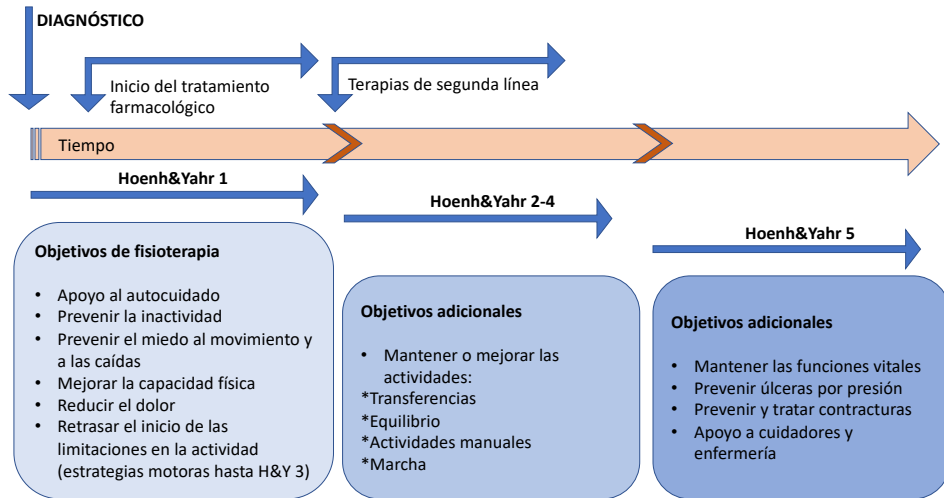 DIAGNÓSTICO
Inicio del tratamiento
farmacológico
Terapias de segunda línea
Tiempo
Hoenh&Yahr 1
Hoenh&Yahr 2-4
Hoenh&Yahr 5
Objetivos de fisioterapia
• Apoyo al autocuidado
• Prevenir la inactividad
• Prevenir el miedo al movimiento y
a las caídas
• Mejorar la capacidad física
• Reducir el dolor
• Retrasar el inicio de las
limitaciones en la actividad
(estrategias motoras hasta H&Y 3)
Objetivos adicionales
• Mantener o mejorar las
actividades:
*Transferencias
*Equilibrio
*Actividades manuales
*Marcha
Objetivos adicionales
• Mantener las funciones vitales
• Prevenir úlceras por presión
• Prevenir y tratar contracturas
• Apoyo a cuidadores y
enfermería